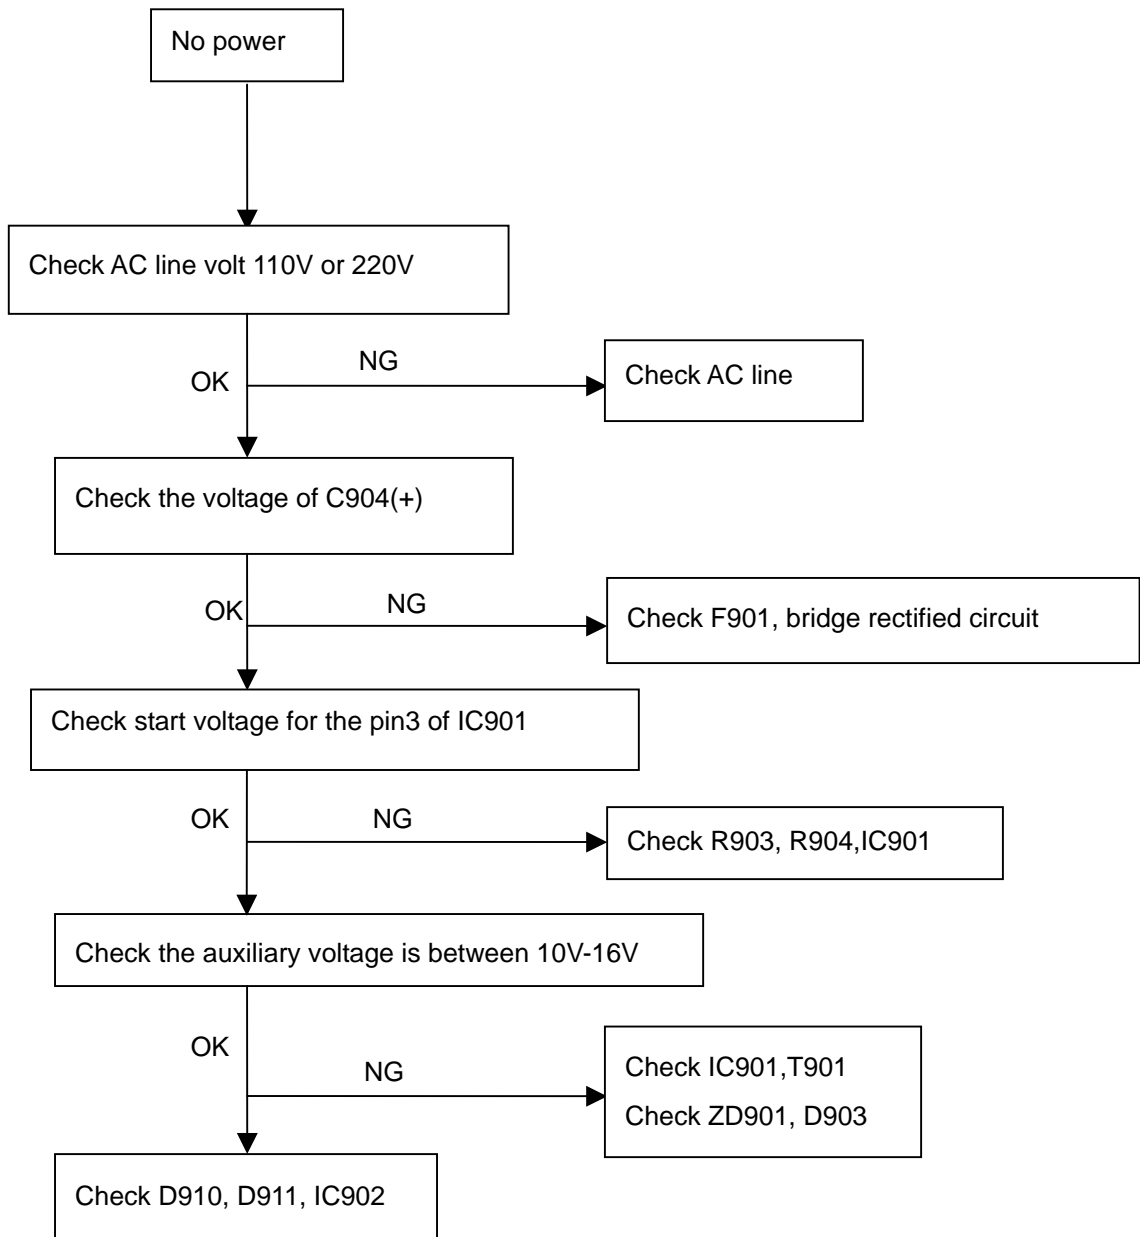 No power
Check AC line volt 110V or 220V
NG
OK
Check AC line
Check the voltage of C904(+)
NG
OK
Check F901, bridge rectified circuit
Check start voltage for the pin3 of IC901
OK
NG
Check R903, R904,IC901
Check the auxiliary voltage is between 10V-16V
OK
NG
Check IC901,T901
Check ZD901, D903
Check D910, D911, IC902